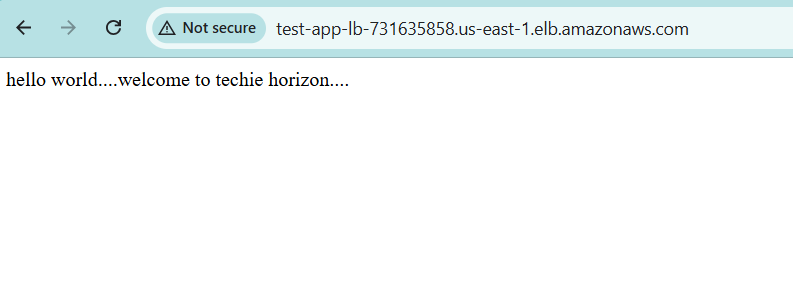 Not secure test-app-lb-731635858.us-east-1.elb.amazonaws.com
hello world....welcome to techie horizon....